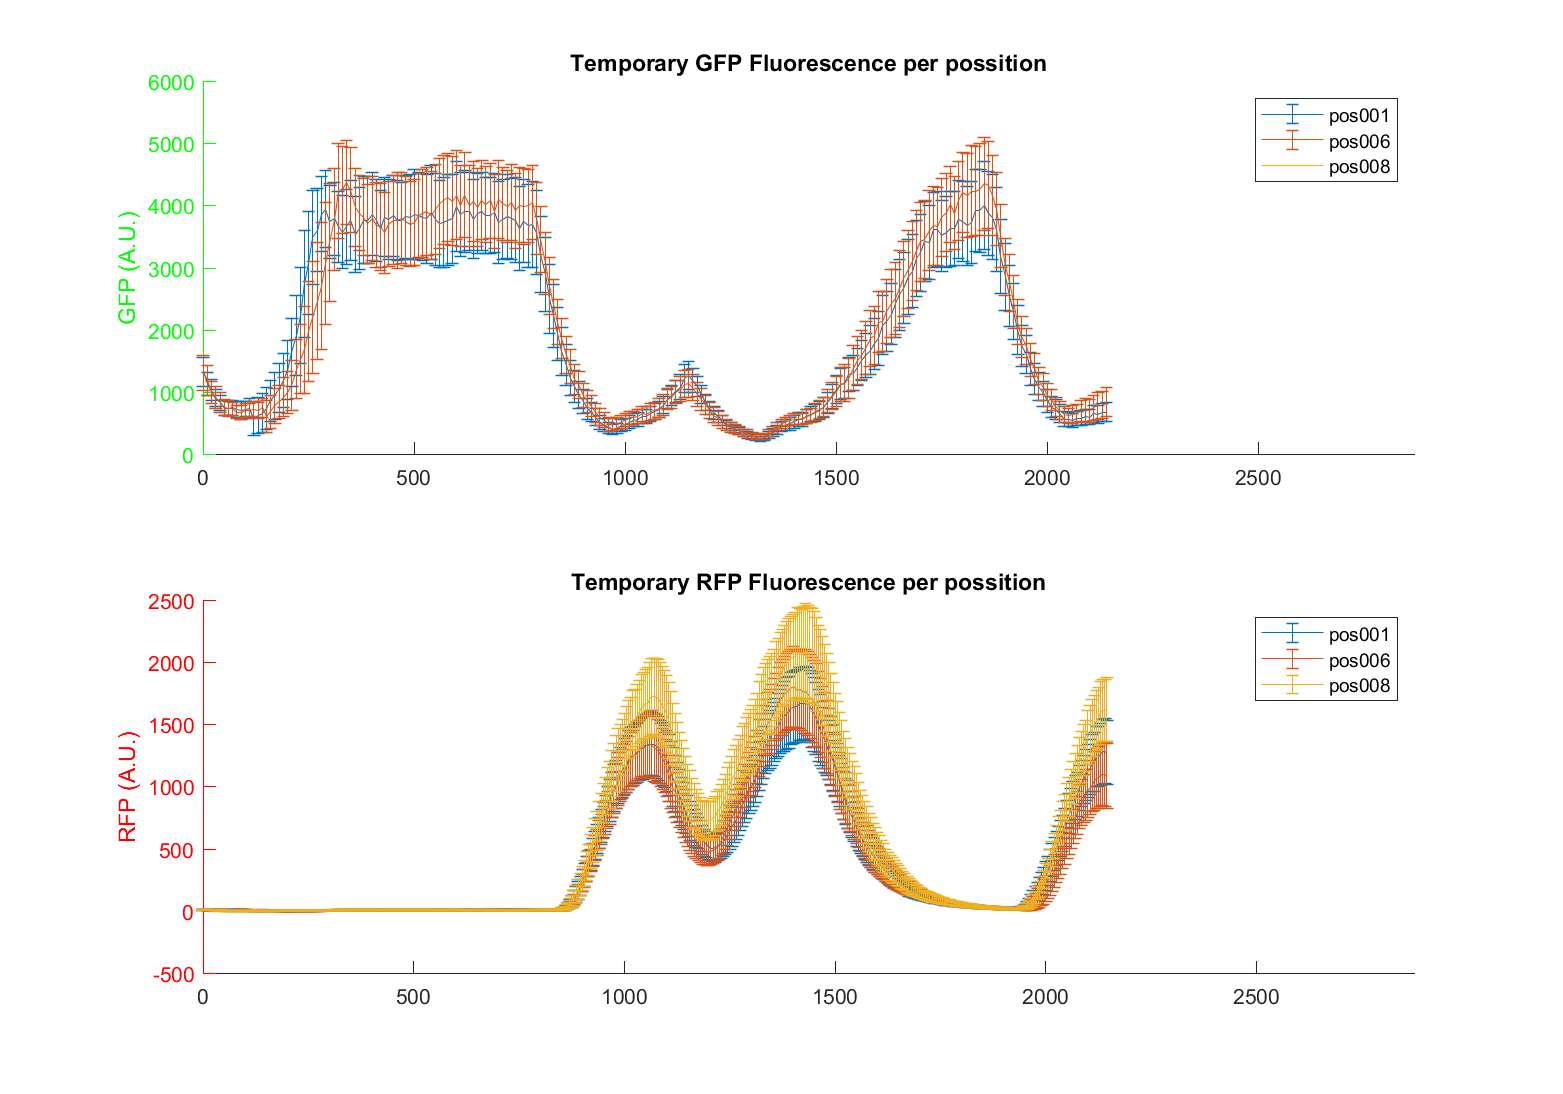 Temporary GFP Fluorescence per possition
GFP (A.U.)
6000
5000
4000
3000
2000
1000
0
0 500 1000 1500 2000 2500
pos001
pos006
pos008
Temporary RFP Fluorescence per possition
RFP (A.U.)
2500
2000
1500
1000
500
0
-500
0 500 1000 1500 2000 2500
pos001
pos006
pos008